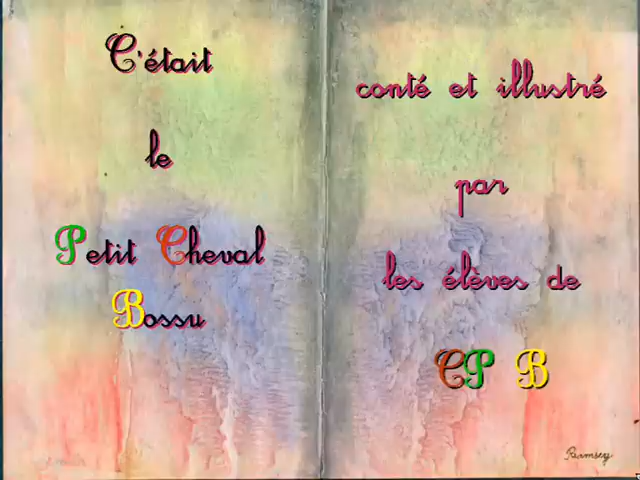 C'était
le
Petit Cheval
Bossu
conté et illustré
par
les élèves de
CP B
Ramsey